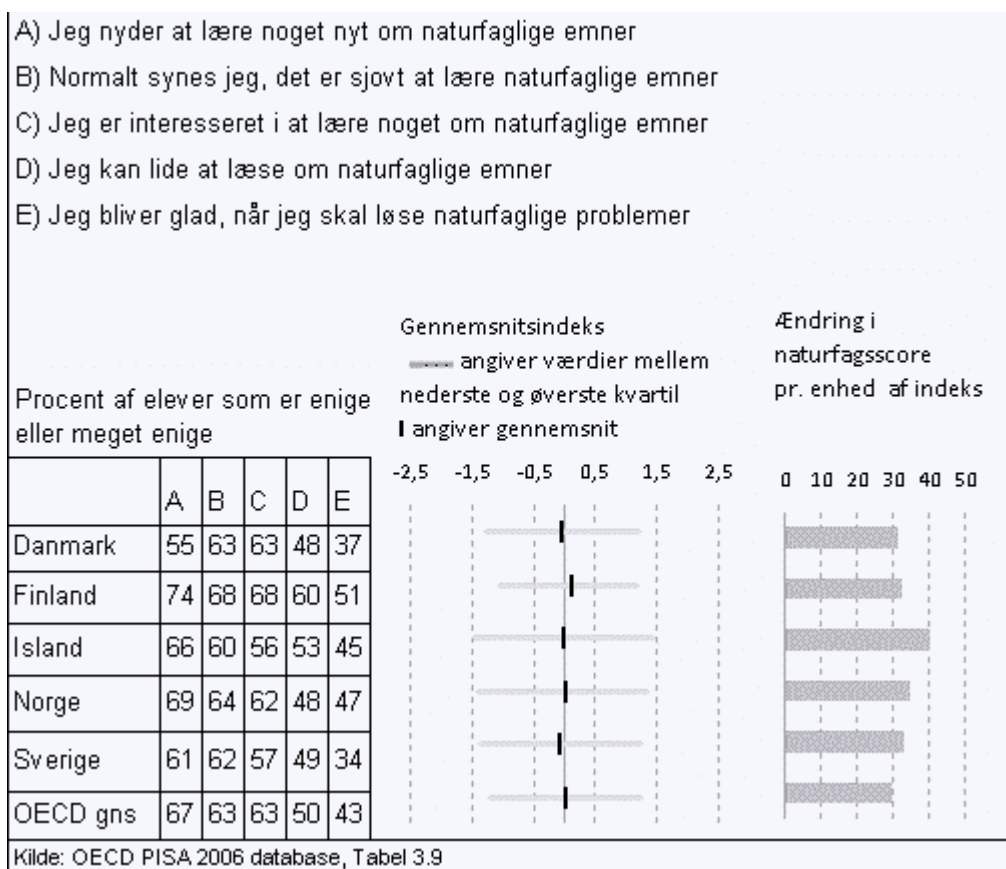 A) Jeg nyder at lære noget nyt om naturfaglige emner
B) Normalt synes jeg, det er sjovt at lære naturfaglige emner
C) Jeg er interesseret i at lære noget om naturfaglige emner
D) Jeg kan lide at læse om naturfaglige emner
E) Jeg bliver glad, når jeg skal løse naturfaglige problemer
Procent af elever som er enige
eller meget enige
Gennemsnitsindeks
angiver værdier mellem
nederste og øverste kvartil
I angiver gennemsnit
Ændring i
naturfagsscore
pr. enhed af indeks
-2,5 -1,5 -0,5 0,5 1,5 2,5
0 10 20 30 40 50
A B C D E
Danmark 55 63 63 48 37
Finland 74 68 68 60 51
Island 66 60 56 53 45
Norge 69 64 62 48 47
Sverige 61 62 57 49 34
OECD gns 67 63 63 50 43
Kilde: OECD PISA 2006 database, Tabel 3.9